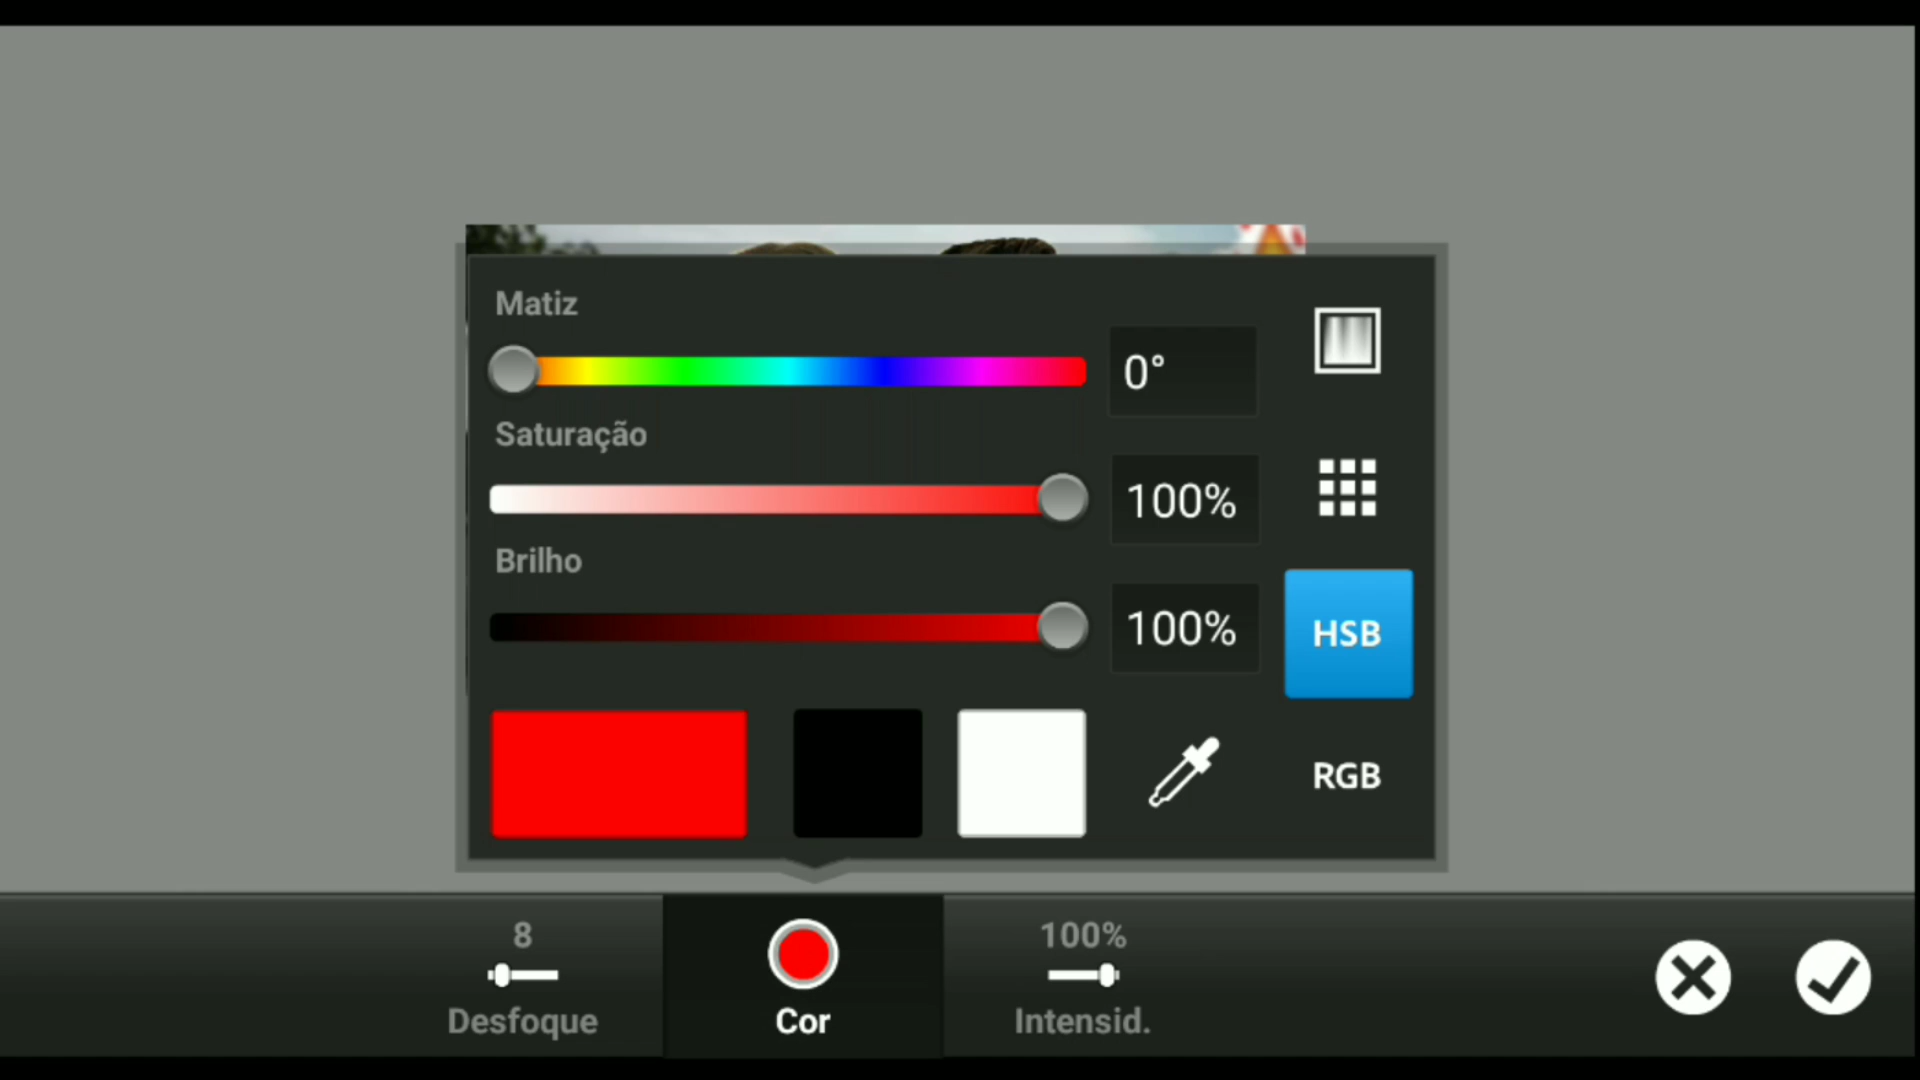 Matiz
0°
Saturação
100%
Brilho
100%
HSB
RGB
8
Desfoque
Cor
100%
Intensid.